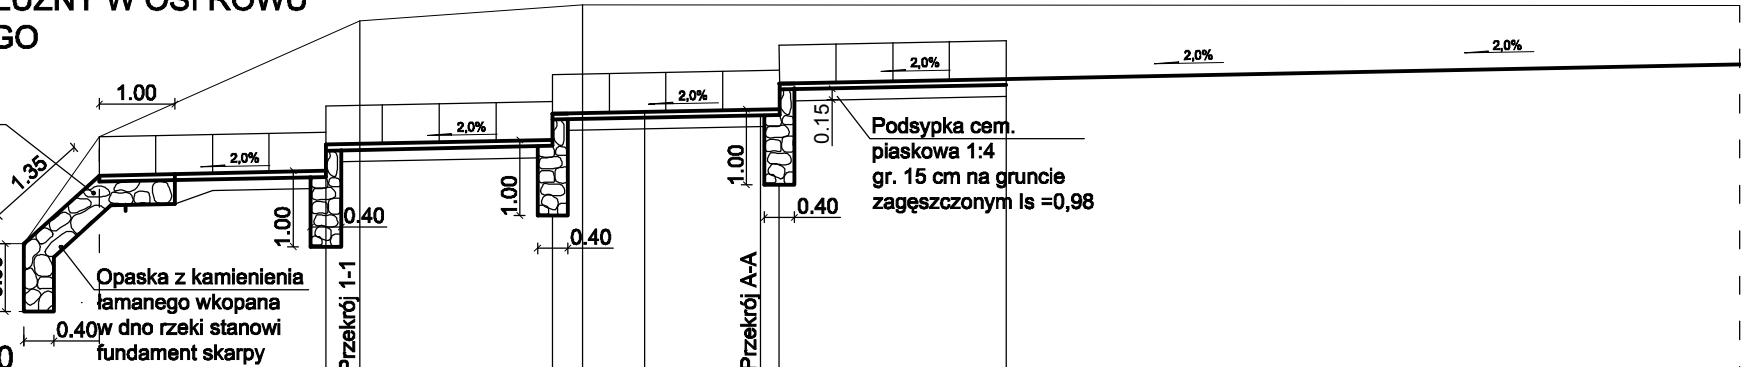 W OSI ROWU
GO
1.00
1.35
2,0%
2,0%
2,0%
2,0%
2,0%
2,0%
1.00
0.40
1.00
0.40
1.00
0.40
0.15
Podsypka cem.
piaskowa 1:4
gr. 15 cm na gruncie
zagęszczonym Is =0,98
Opaska z kamienienia
łamanego wkopana
w dno rzeki stanowi
fundament skarpy
0.40
Przekrój 1-1
Przekrój A-A